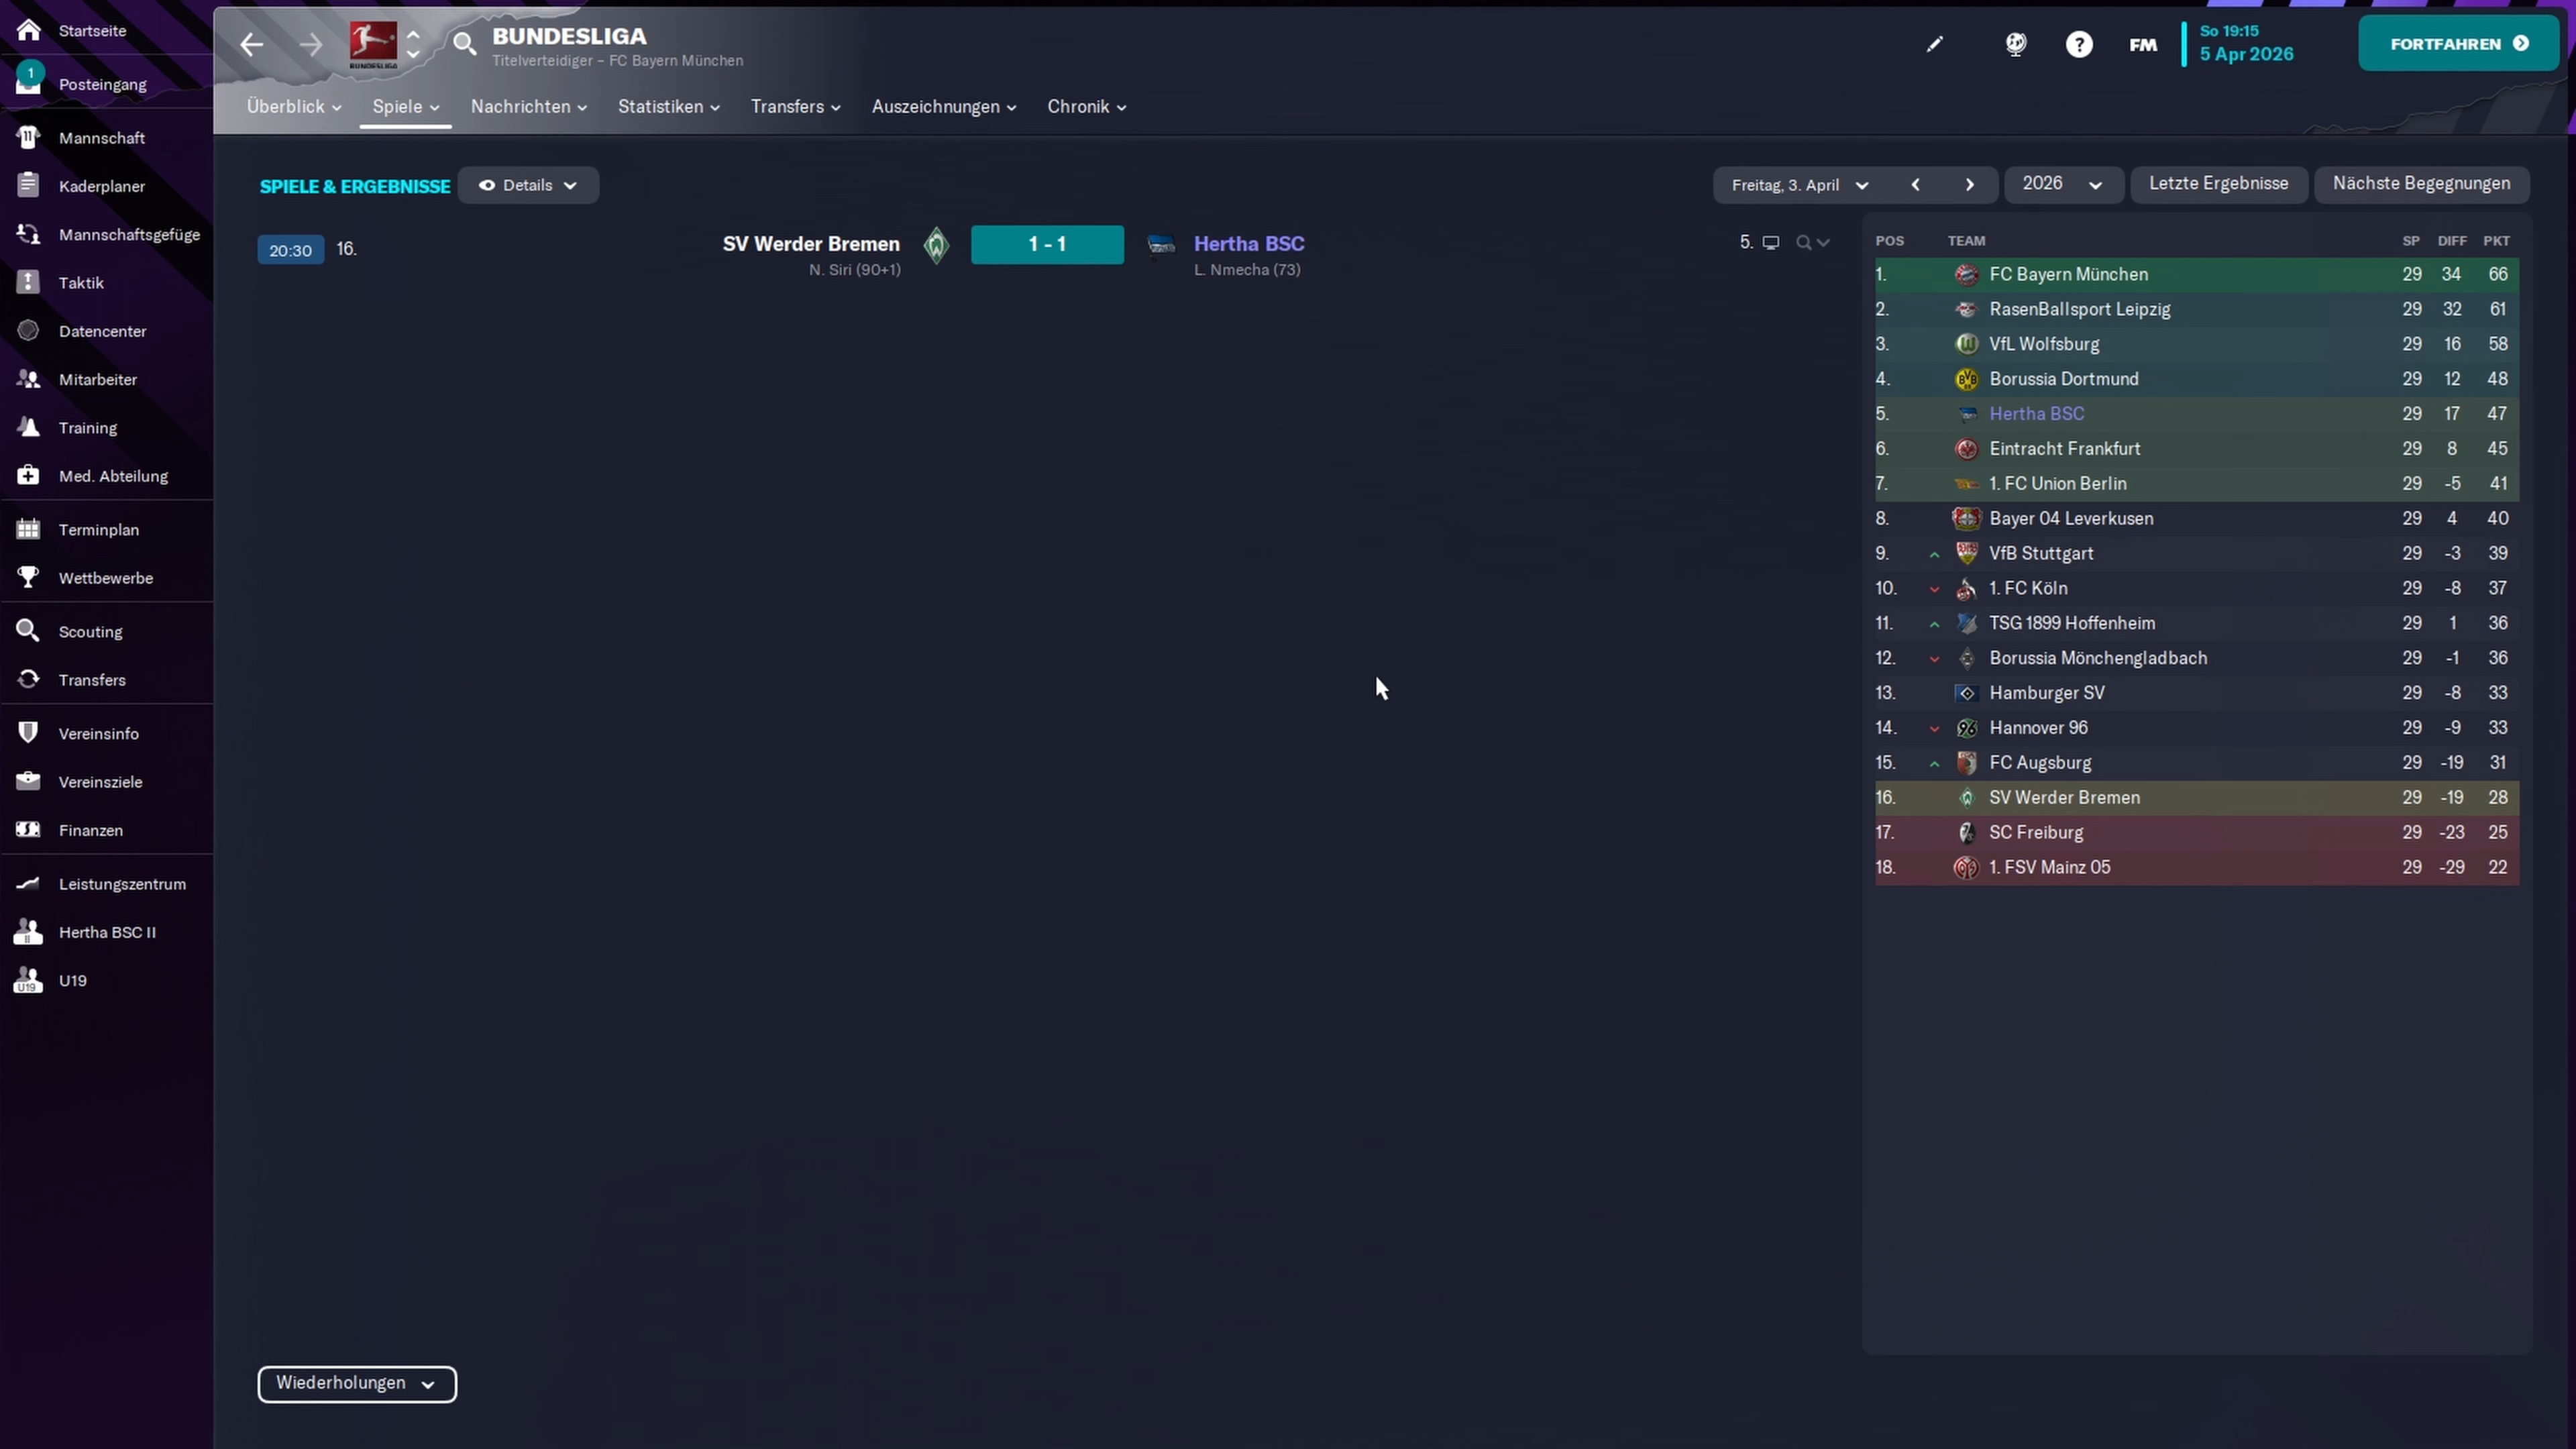 Startseite
1
Posteingang
Mannschaft
Kaderplaner
Mannschaftsgefüge
Taktik
Datencenter
Mitarbeiter
Training
Med. Abteilung
Terminplan
Wettbewerbe
Scouting
Transfers
Vereinsinfo
Vereinsziele
Finanzen
Leistungszentrum
Hertha BSC II
U19
BUNDESLIGA
Titelverteidiger – FC Bayern München
FM
So 19:15
5 Apr 2026
FORTFAHREN
Überblick Spiele Nachrichten Statistiken Transfers Auszeichnungen Chronik
SPIELE & ERGEBNISSE Details
Freitag, 3. April 2026 Letzte Ergebnisse Nächste Begegnungen
20:30 16. SV Werder Bremen 1 - 1 Hertha BSC 5.
N. Siri (90+1) L. Nmecha (73)
POS TEAM SP DIFF PKT
1. FC Bayern München 29 34 66
2. RasenBallsport Leipzig 29 32 61
3. VfL Wolfsburg 29 16 58
4. Borussia Dortmund 29 12 48
5. Hertha BSC 29 17 47
6. Eintracht Frankfurt 29 8 45
7. 1. FC Union Berlin 29 -5 41
8. Bayer 04 Leverkusen 29 4 40
9. VfB Stuttgart 29 -3 39
10. 1. FC Köln 29 -8 37
11. TSG 1899 Hoffenheim 29 1 36
12. Borussia Mönchengladbach 29 -1 36
13. Hamburger SV 29 -8 33
14. Hannover 96 29 -9 33
15. FC Augsburg 29 -19 31
16. SV Werder Bremen 29 -19 28
17. SC Freiburg 29 -23 25
18. 1. FSV Mainz 05 29 -29 22
Wiederholungen